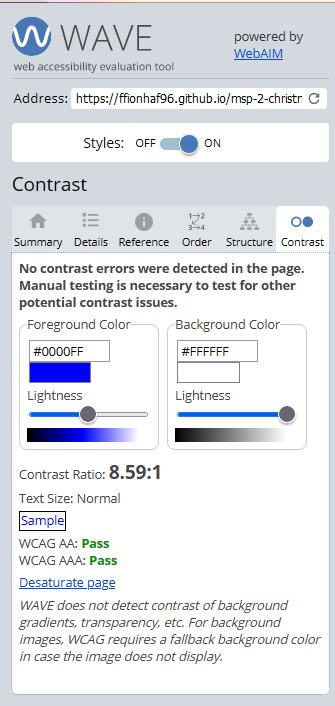 WAVE
web accessibility evaluation tool
powered by
WebAIM
Address: https://ffionhaf96.github.io/msp-2-christm
Styles: OFF ON
Contrast
Summary Details Reference Order Structure Contrast
No contrast errors were detected in the page.
Manual testing is necessary to test for other
potential contrast issues.
Foreground Color Background Color
#0000FF #FFFFFF
Lightness Lightness
Contrast Ratio: 8.59:1
Text Size: Normal
Sample
WCAG AA: Pass
WCAG AAA: Pass
Desaturate page
WAVE does not detect contrast of background
gradients, transparency, etc. For background
images, WCAG requires a fallback background color
in case the image does not display.